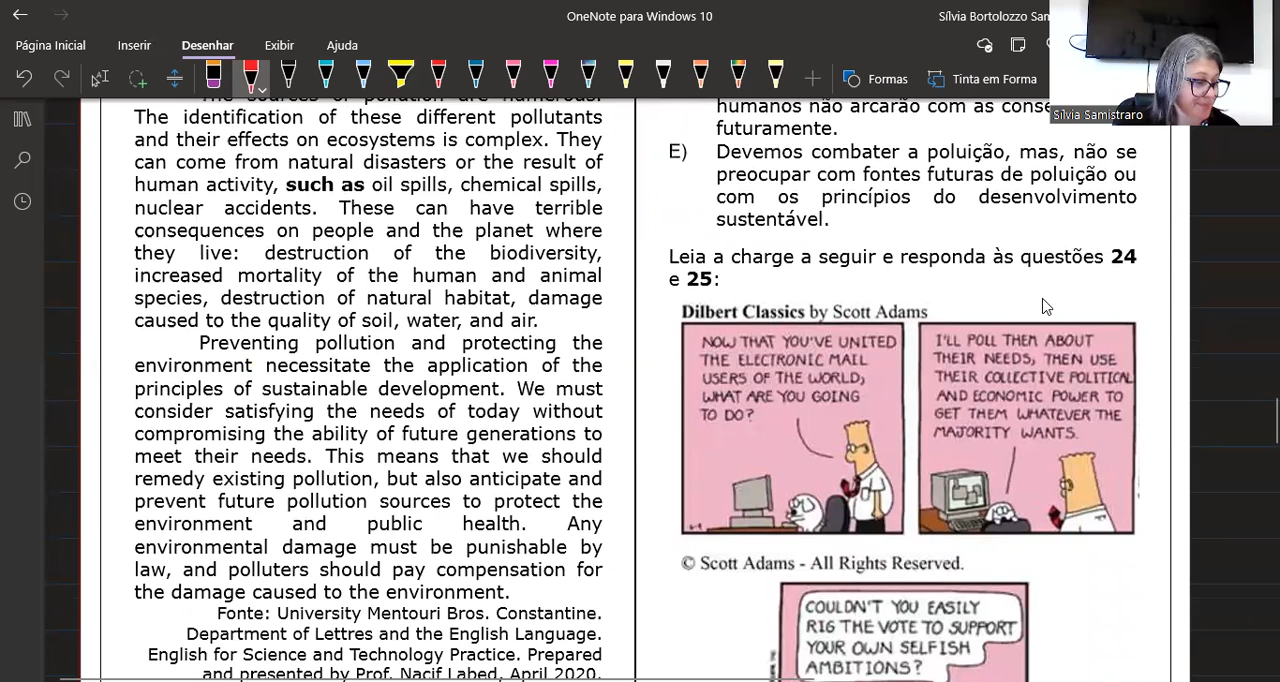 OneNote para Windows 10
Sílvia Bortolozzo Sam
Página Inicial
Inserir
Desenhar
Exibir
Ajuda
Formas
Tinta em Forma
Sílvia Samistraro
The sources of pollution are numerous.
The identification of these different pollutants
and their effects on ecosystems is complex. They
can come from natural disasters or the result of
human activity, such as oil spills, chemical spills,
nuclear accidents. These can have terrible
consequences on people and the planet where
they live: destruction of the biodiversity,
increased mortality of the human and animal
species, destruction of natural habitat, damage
caused to the quality of soil, water, and air.
Preventing pollution and protecting the
environment necessitate the application of the
principles of sustainable development. We must
consider satisfying the needs of today without
compromising the ability of future generations to
meet their needs. This means that we should
remedy existing pollution, but also anticipate and
prevent future pollution sources to protect the
environment and public health. Any
environmental damage must be punishable by
law, and polluters should pay compensation for
the damage caused to the environment.
Fonte: University Mentouri Bros. Constantine.
Department of Lettres and the English Language.
English for Science and Technology Practice. Prepared
and presented by Prof. Nacif Labed, April 2020.
humanos não arcarão com as conse
futuramente.
E) Devemos combater a poluição, mas, não se
preocupar com fontes futuras de poluição ou
com os princípios do desenvolvimento
sustentável.
Leia a charge a seguir e responda às questões 24
e 25:
Dilbert Classics by Scott Adams
NOW THAT YOU'VE UNITED
THE ELECTRONIC MAIL
USERS OF THE WORLD,
WHAT ARE YOU GOING
TO DO?
I'LL POLL THEM ABOUT
THEIR NEEDS, THEN USE
THEIR COLLECTIVE POLITICAL
AND ECONOMIC POWER TO
GET THEM WHATEVER THE
MAJORITY WANTS.
© Scott Adams - All Rights Reserved.
COULDN'T YOU EASILY
RIG THE VOTE TO SUPPORT
YOUR OWN SELFISH
AMBITIONS?